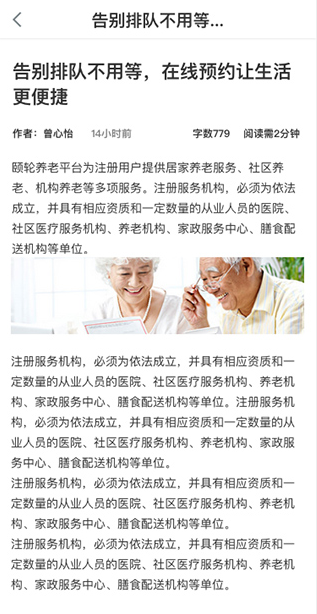 告别排队不用等...
告别排队不用等，在线预约让生活
更便捷
作者：曾心怡 14小时前 字数779 阅读需2分钟
颐轮养老平台为注册用户提供居家养老服务、社区养
老、机构养老等多项服务。注册服务机构，必须为依法
成立，并具有相应资质和一定数量的从业人员的医院、
社区医疗服务机构、养老机构、家政服务中心、膳食配
送机构等单位。
注册服务机构，必须为依法成立，并具有相应资质和一
定数量的从业人员的医院、社区医疗服务机构、养老机
构、家政服务中心、膳食配送机构等单位。注册服务机
构，必须为依法成立，并具有相应资质和一定数量的从
业人员的医院、社区医疗服务机构、养老机构、家政服
务中心、膳食配送机构等单位。
注册服务机构，必须为依法成立，并具有相应资质和一
定数量的从业人员的医院、社区医疗服务机构、养老机
构、家政服务中心、膳食配送机构等单位。
注册服务机构，必须为依法成立，并具有相应资质和一
定数量的从业人员的医院、社区医疗服务机构、养老机
构、家政服务中心、膳食配送机构等单位。